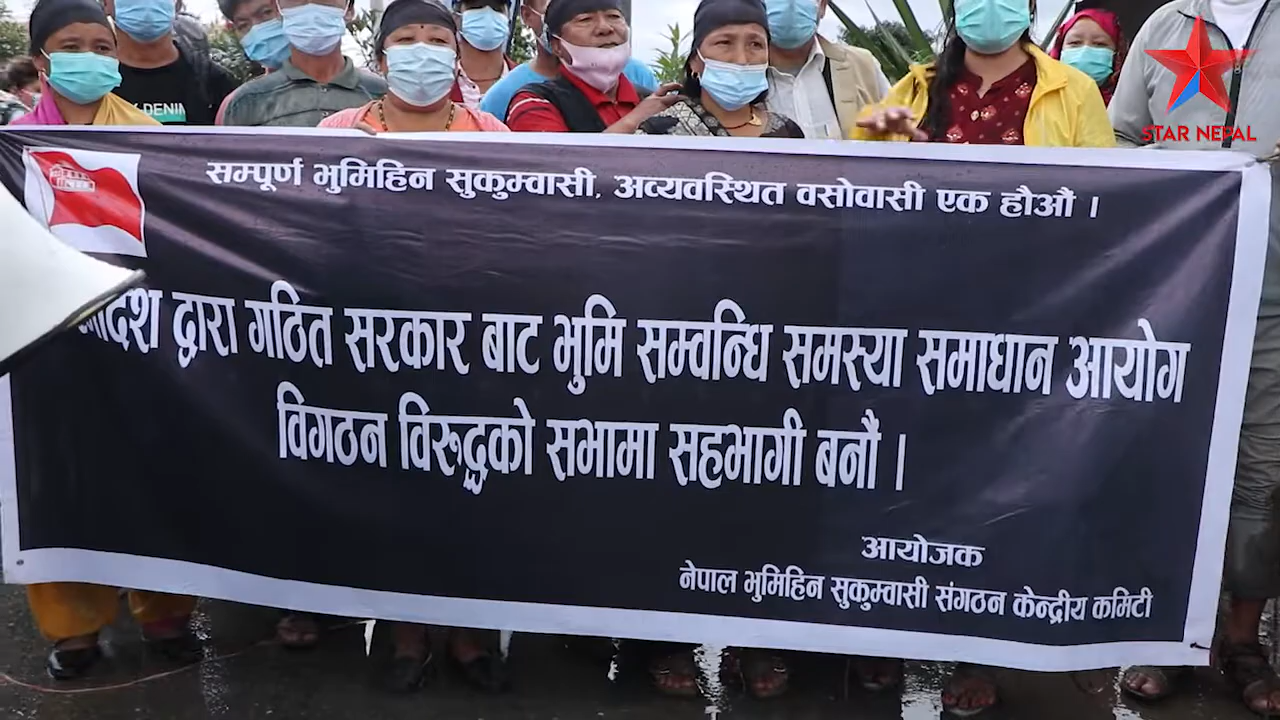 DENIM
STAR NEPAL
सम्पूर्ण भुमिहिन सुकुम्वासी, अव्यवस्थित वसोवासी एक हौऔं ।
द्वारा गठित सरकार बाट भुमि सम्वन्धि समस्या समाधान आयोग
विगठन विरुद्धको सभामा सहभागी बनौं ।
आयोजक
नेपाल भुमिहिन सुकुम्वासी संगठन केन्द्रीय कमिटी